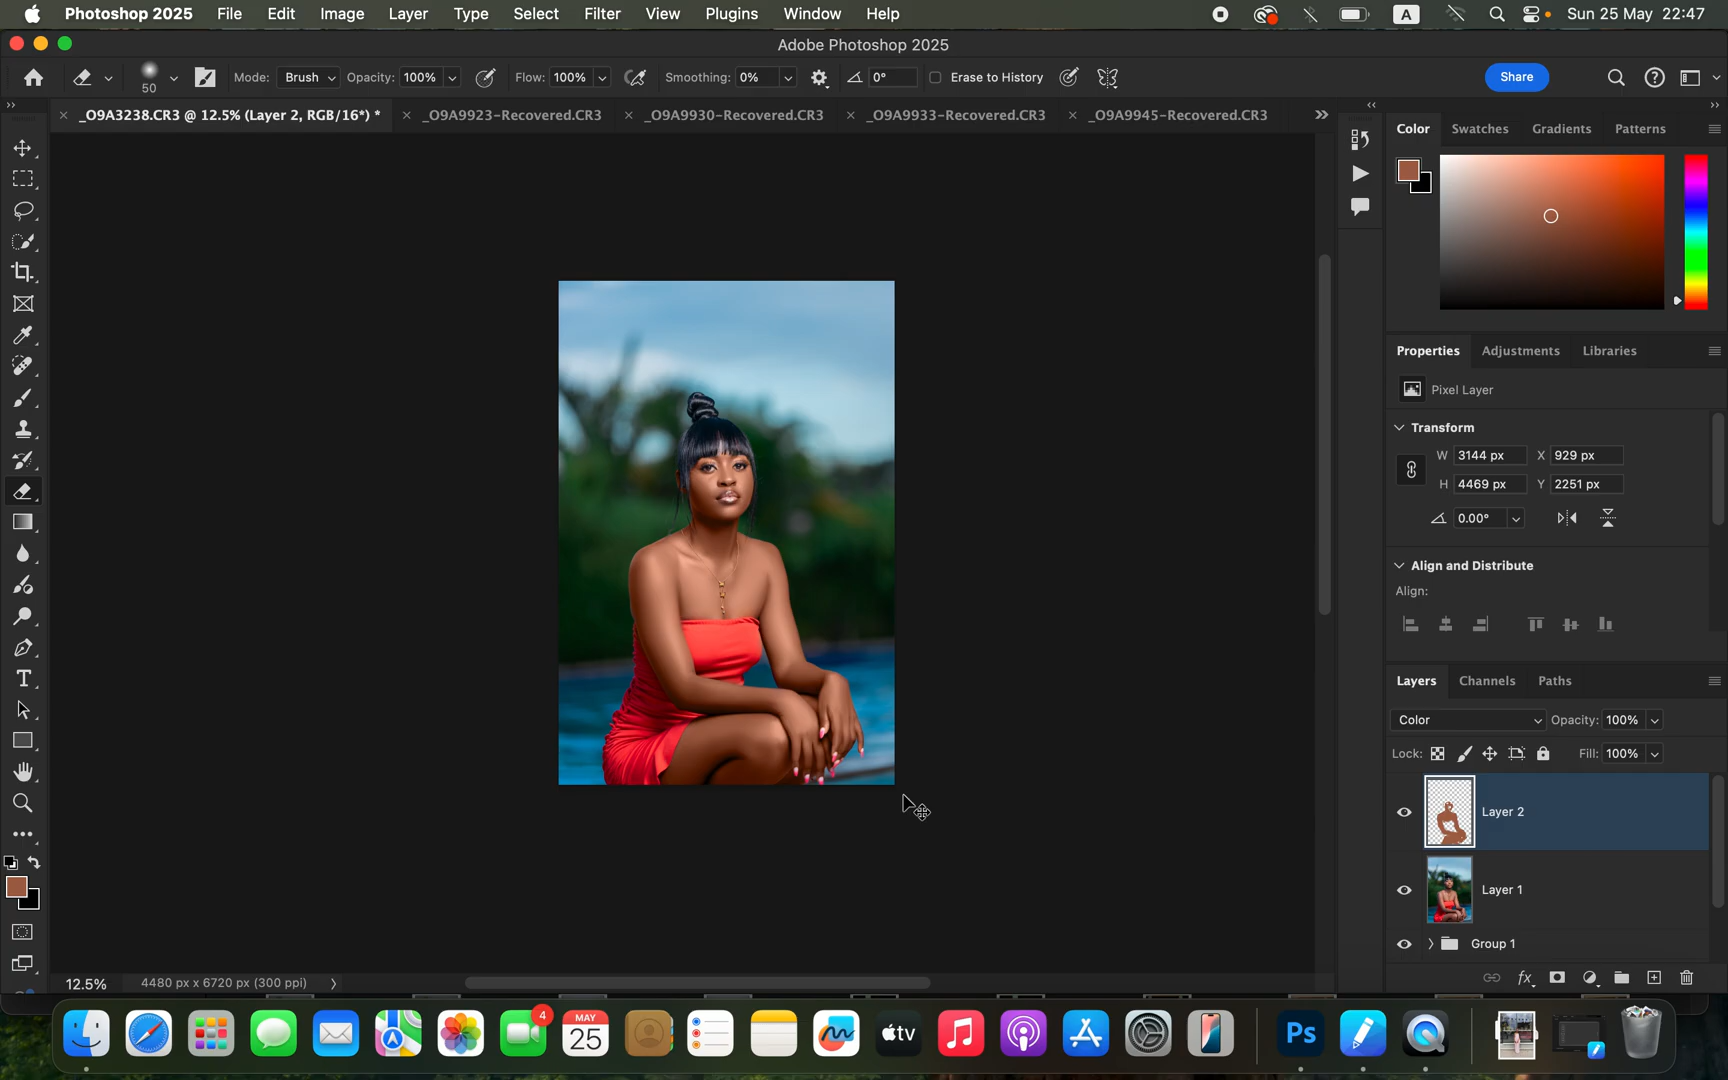 Photoshop 2025 File Edit Image Layer Type Select Filter View Plugins Window Help A Sun 25 May 22:47
Adobe Photoshop 2025
50 Mode: Brush Opacity: 100% Flow: 100% Smoothing: 0% 0° Erase to History Share
_O9A3238.CR3 @ 12.5% (Layer 2, RGB/16*) * _O9A9923-Recovered.CR3 _O9A9930-Recovered.CR3 _O9A9933-Recovered.CR3 _O9A9945-Recovered.CR3
Color Swatches Gradients Patterns
Properties Adjustments Libraries
Pixel Layer
Transform
W 3144 px X 929 px
H 4469 px Y 2251 px
0.00°
Align and Distribute
Align:
Layers Channels Paths
Color Opacity: 100%
Lock: Fill: 100%
Layer 2
Layer 1
Group 1
12.5% 4480 px x 6720 px (300 ppi)
4
MAY
25
tv
Ps